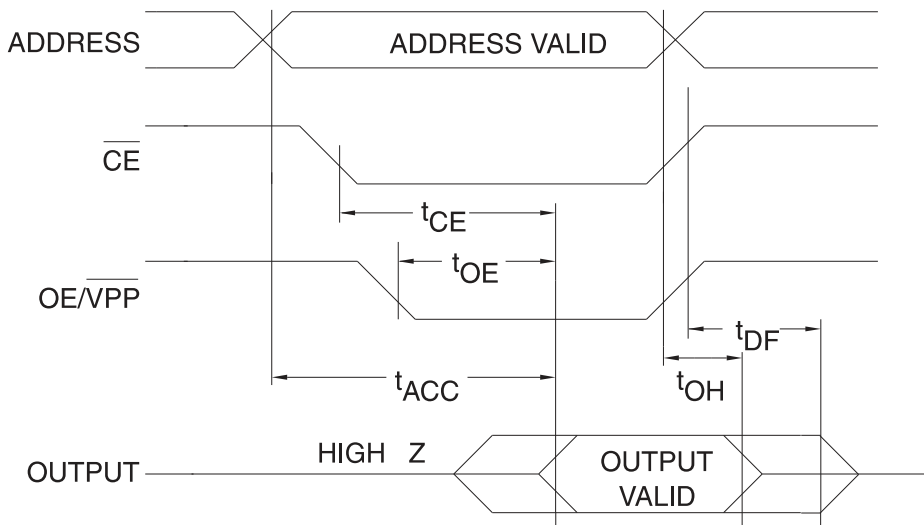 ADDRESS
ADDRESS VALID
CE
tCE
tOE
OE/VPP
tDF
tACC
tOH
HIGH Z
OUTPUT
OUTPUT
VALID